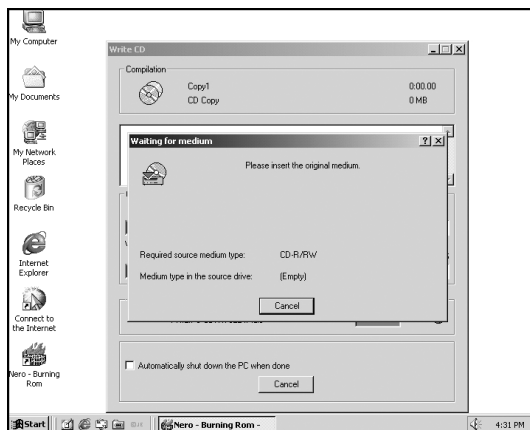 My Computer
My Documents
My Network
Places
Recycle Bin
Internet
Explorer
Connect to
the Internet
Nero - Burning
Rom
Write CD
Compilation
Copy1
0:00.00
CD Copy
0 MB
Waiting for medium
Please insert the original medium.
Required source medium type:
CD-R/RW
Medium type in the source drive:
(Empty)
Cancel
Automatically shut down the PC when done
Cancel
Start
Nero - Burning Rom -
4:31 PM